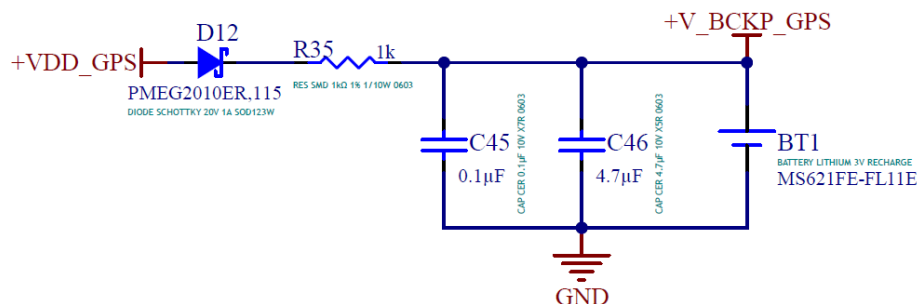 +VDD_GPS
D12
PMEG2010ER,115
DIODE SCHOTTKY 20V 1A SOD123W
R35
1k
RES SMD 1kΩ 1% 1/10W 0603
C45
0.1µF
CAP CER 0.1µF 10V X7R 0603
C46
4.7µF
CAP CER 4.7µF 10V X5R 0603
+V_BCKP_GPS
BT1
BATTERY LITHIUM 3V RECHARGE
MS621FE-FL11E
GND